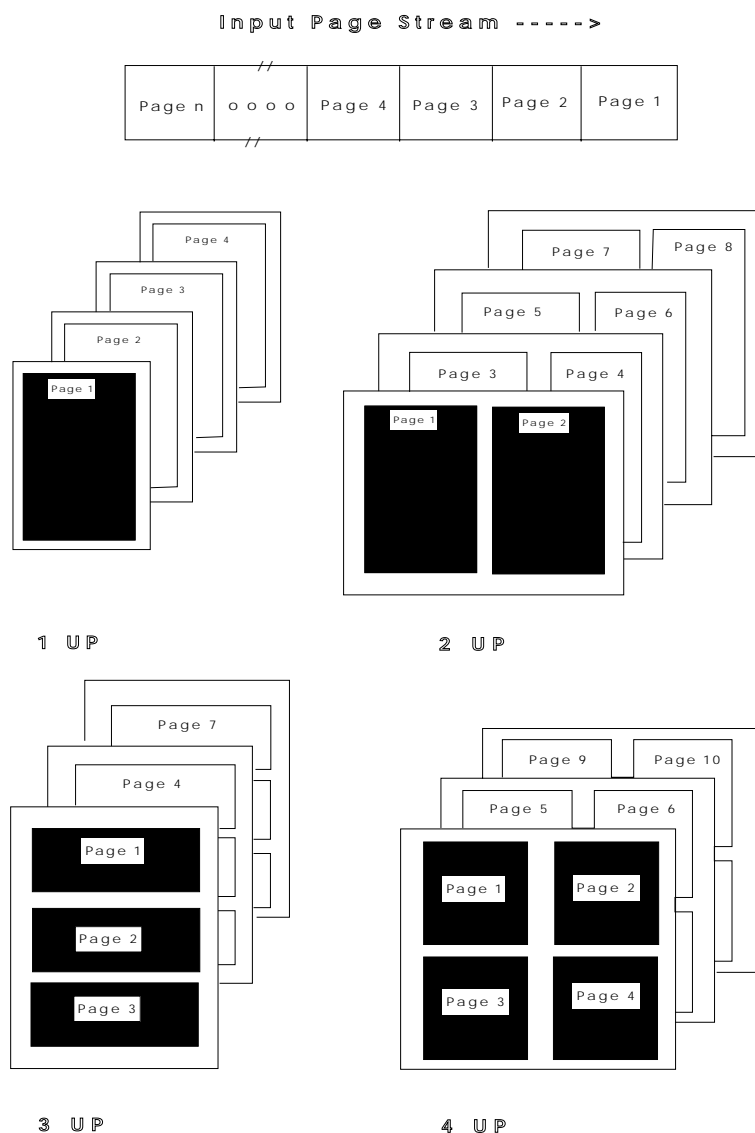 Input Page Stream ----->
Page n o o o o Page 4 Page 3 Page 2 Page 1
Page 4
Page 3
Page 2
Page 1
Page 7 Page 8
Page 5 Page 6
Page 3 Page 4
Page 1 Page 2
1 UP 2 UP
Page 7
Page 4
Page 1
Page 2
Page 3
Page 9 Page 10
Page 5 Page 6
Page 1 Page 2
Page 3 Page 4
3 UP 4 UP